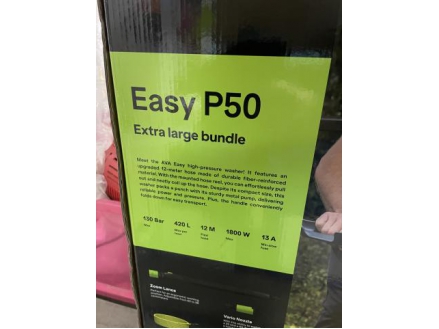 Easy P50
Extra large bundle
Meet the AVA Easy high-pressure washer! It features an
upgraded 12-meter hose made of durable fiber-reinforced
material. With the mounted hose reel, you can effortlessly pull
out and easily coil up the hose. Despite its compact size, this
washer packs a punch with its sturdy metal pump, delivering
reliable power and pressure. Plus, the handle conveniently
folds down for easy transport.
130 Bar 420 L 12 M 1800 W 13 A
Max
Zoom Lance
Vario Nozzle